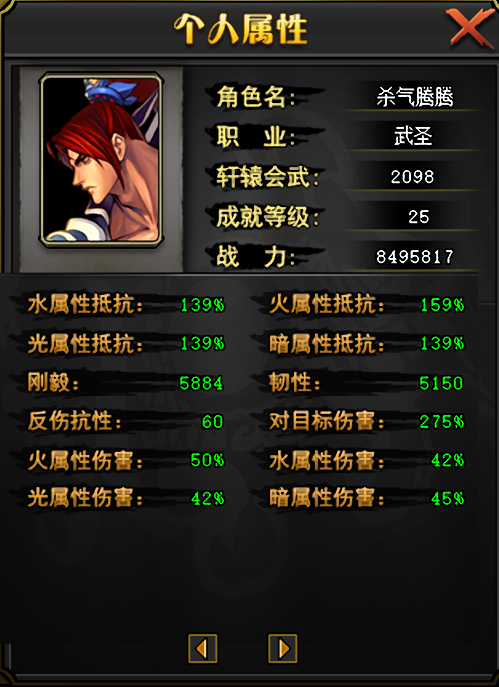 个人属性
角色名: 杀气腾腾
职 业: 武圣
轩辕会武: 2098
成就等级: 25
战 力: 8495817
水属性抵抗: 139% 火属性抵抗: 159%
光属性抵抗: 139% 暗属性抵抗: 139%
刚毅: 5884 韧性: 5150
反伤抗性: 60 对目标伤害: 275%
火属性伤害: 50% 水属性伤害: 42%
光属性伤害: 42% 暗属性伤害: 45%